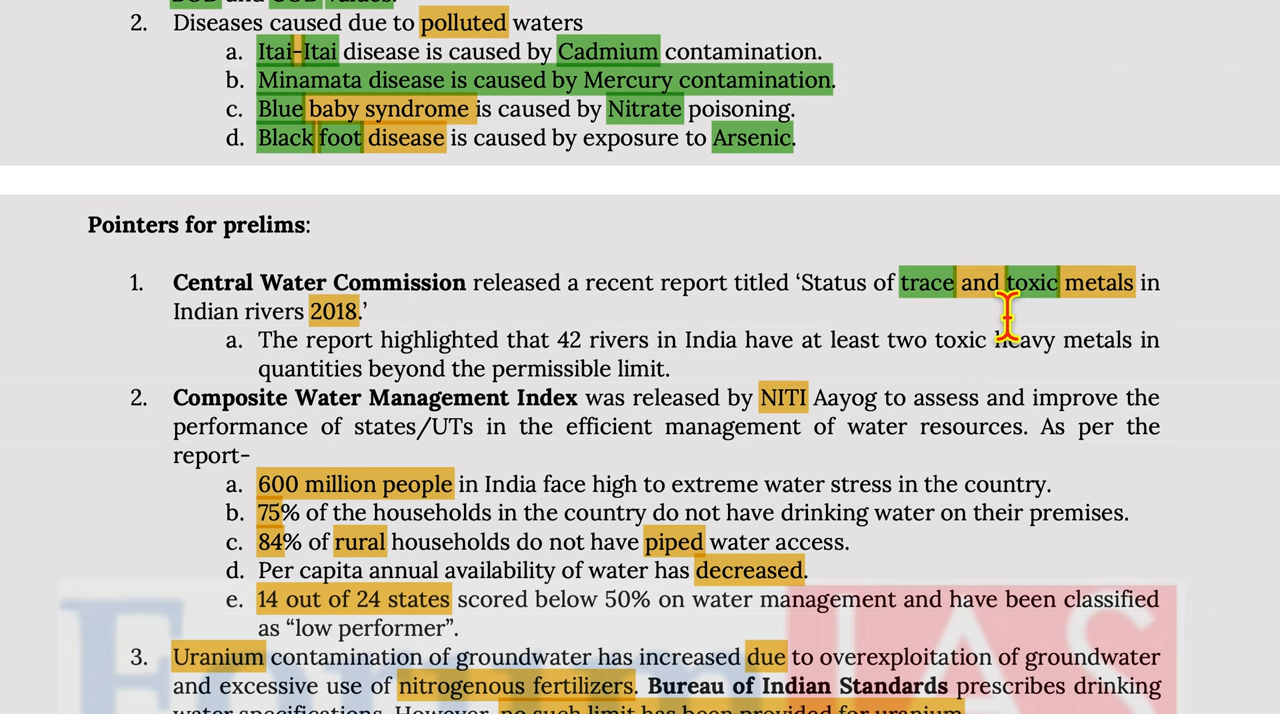 BOD and COD values.
2. Diseases caused due to polluted waters
a. Itai-Itai disease is caused by Cadmium contamination.
b. Minamata disease is caused by Mercury contamination.
c. Blue baby syndrome is caused by Nitrate poisoning.
d. Black foot disease is caused by exposure to Arsenic.
Pointers for prelims:
1. Central Water Commission released a recent report titled ‘Status of trace and toxic metals in
Indian rivers 2018.’
a. The report highlighted that 42 rivers in India have at least two toxic heavy metals in
quantities beyond the permissible limit.
2. Composite Water Management Index was released by NITI Aayog to assess and improve the
performance of states/UTs in the efficient management of water resources. As per the
report-
a. 600 million people in India face high to extreme water stress in the country.
b. 75% of the households in the country do not have drinking water on their premises.
c. 84% of rural households do not have piped water access.
d. Per capita annual availability of water has decreased.
e. 14 out of 24 states scored below 50% on water management and have been classified
as “low performer”.
3. Uranium contamination of groundwater has increased due to overexploitation of groundwater
and excessive use of nitrogenous fertilizers. Bureau of Indian Standards prescribes drinking
water specifications. However, no such limit has been provided for uranium.
Forum IAS